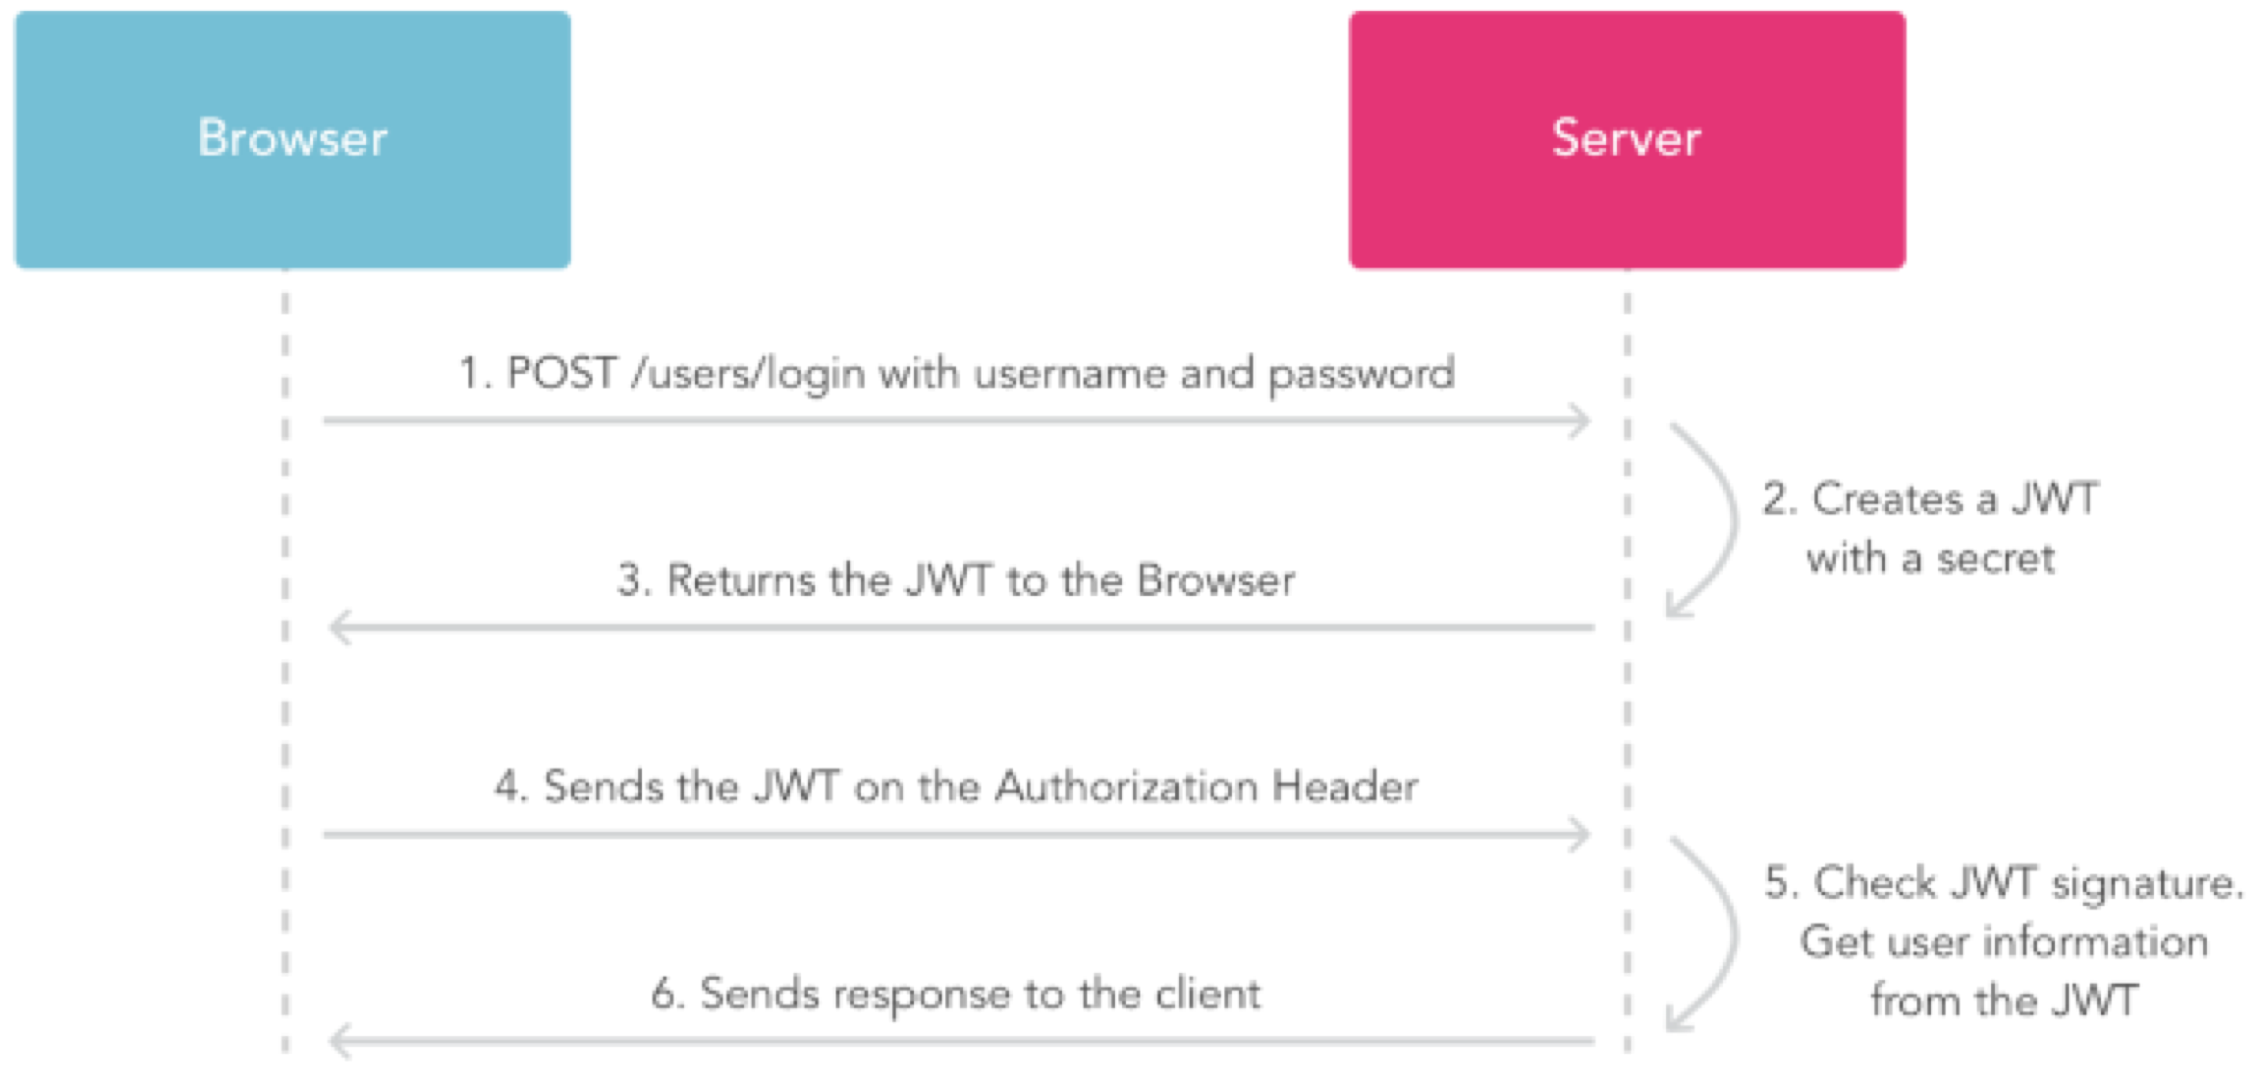 Browser
Server
1. POST /users/login with username and password
2. Creates a JWT
with a secret
3. Returns the JWT to the Browser
4. Sends the JWT on the Authorization Header
5. Check JWT signature.
Get user information
from the JWT
6. Sends response to the client